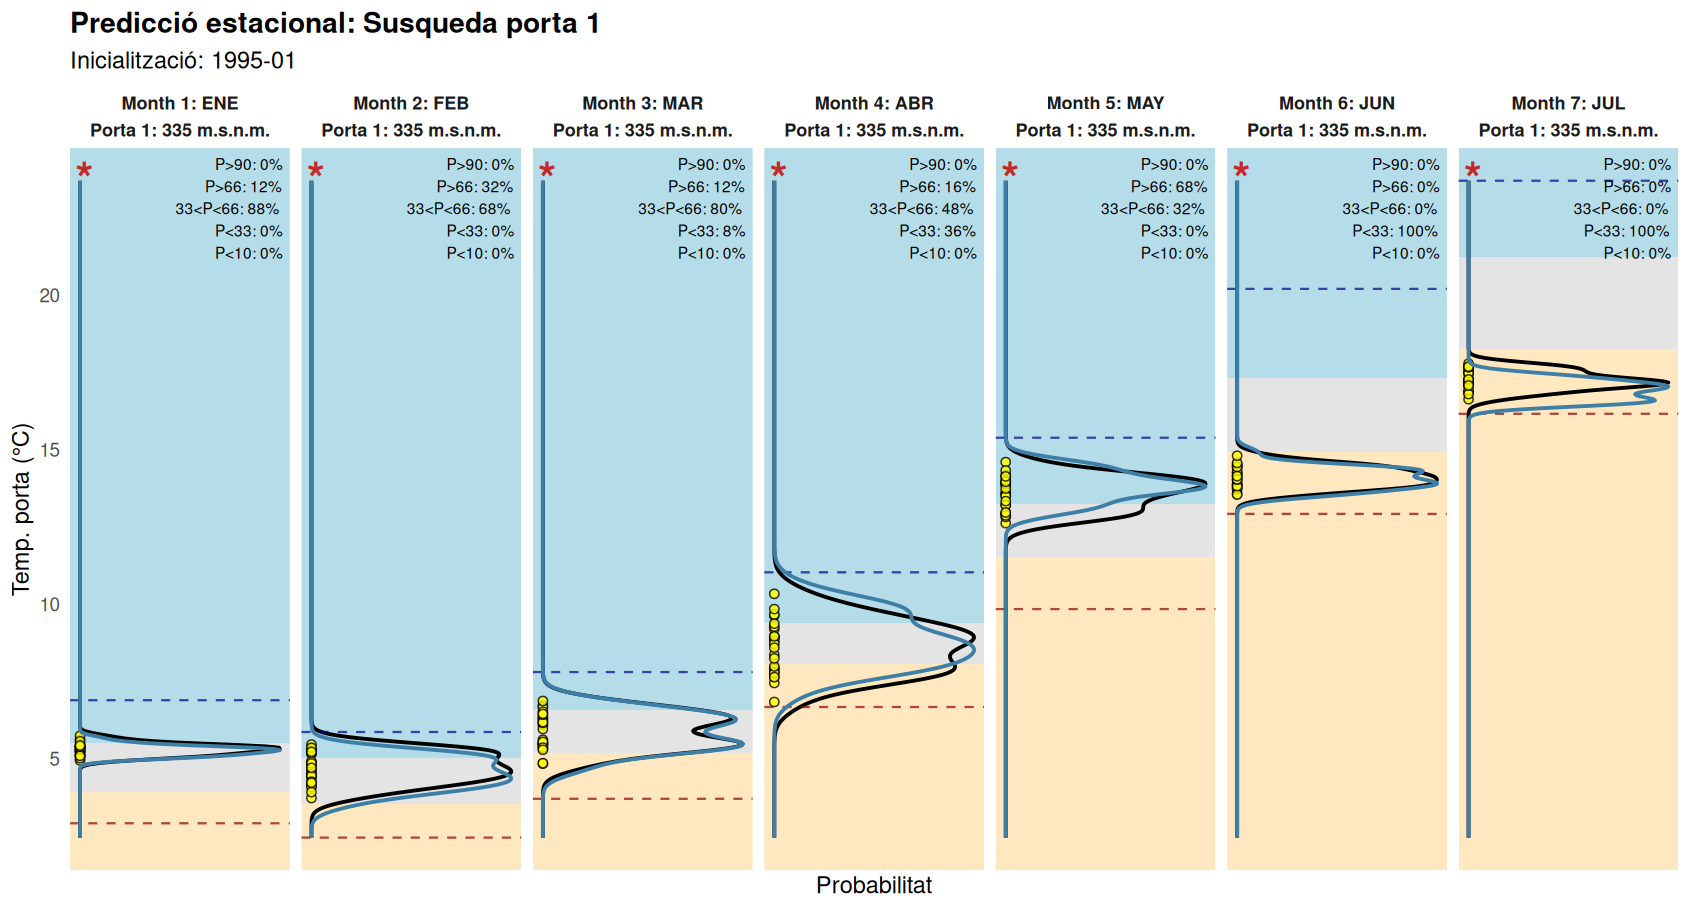 Predicció estacional: Susqueda porta 1
Inicialització: 1995-01
Month 1: ENE
Porta 1: 335 m.s.n.m.
Month 2: FEB
Porta 1: 335 m.s.n.m.
Month 3: MAR
Porta 1: 335 m.s.n.m.
Month 4: ABR
Porta 1: 335 m.s.n.m.
Month 5: MAY
Porta 1: 335 m.s.n.m.
Month 6: JUN
Porta 1: 335 m.s.n.m.
Month 7: JUL
Porta 1: 335 m.s.n.m.
*
P>90: 0%
P>66: 12%
33<P<66: 88%
P<33: 0%
P<10: 0%
*
P>90: 0%
P>66: 32%
33<P<66: 68%
P<33: 0%
P<10: 0%
*
P>90: 0%
P>66: 12%
33<P<66: 80%
P<33: 8%
P<10: 0%
*
P>90: 0%
P>66: 16%
33<P<66: 48%
P<33: 36%
P<10: 0%
*
P>90: 0%
P>66: 68%
33<P<66: 32%
P<33: 0%
P<10: 0%
*
P>90: 0%
P>66: 0%
33<P<66: 0%
P<33: 100%
P<10: 0%
*
P>90: 0%
P>66: 0%
33<P<66: 0%
P<33: 100%
P<10: 0%
20
15
10
5
Temp. porta (°C)
Probabilitat